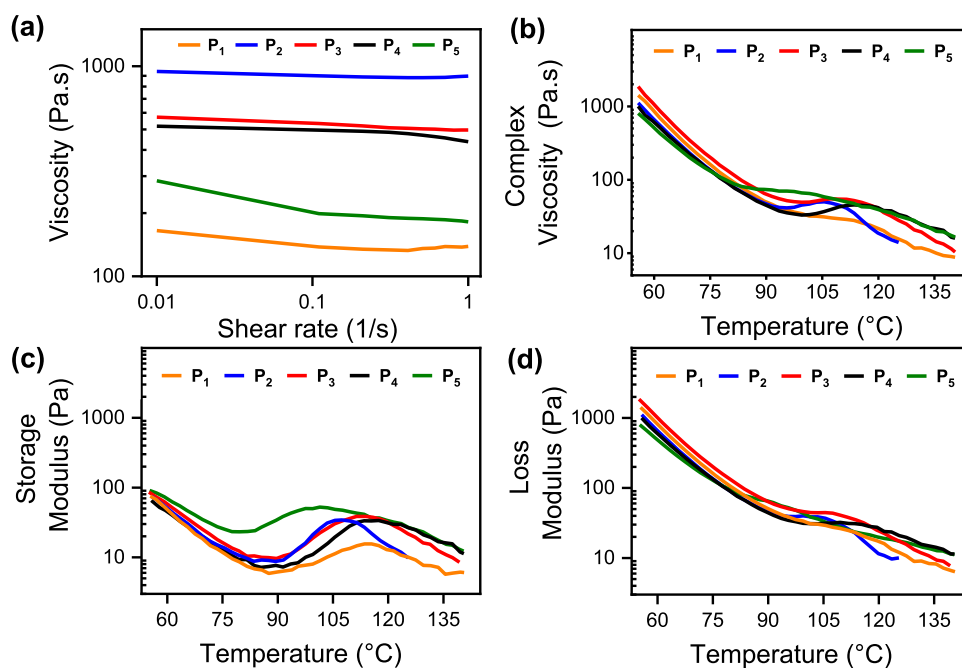 (a)
P1 P2 P3 P4 P5
1000
100
Viscosity (Pa.s)
0.01 0.1 1
Shear rate (1/s)
(b)
P1 P2 P3 P4 P5
1000
100
10
Complex
Viscosity (Pa.s)
60 75 90 105 120 135
Temperature (°C)
(c)
P1 P2 P3 P4 P5
1000
100
10
Storage
Modulus (Pa)
60 75 90 105 120 135
Temperature (°C)
(d)
P1 P2 P3 P4 P5
1000
100
10
Loss
Modulus (Pa)
60 75 90 105 120 135
Temperature (°C)